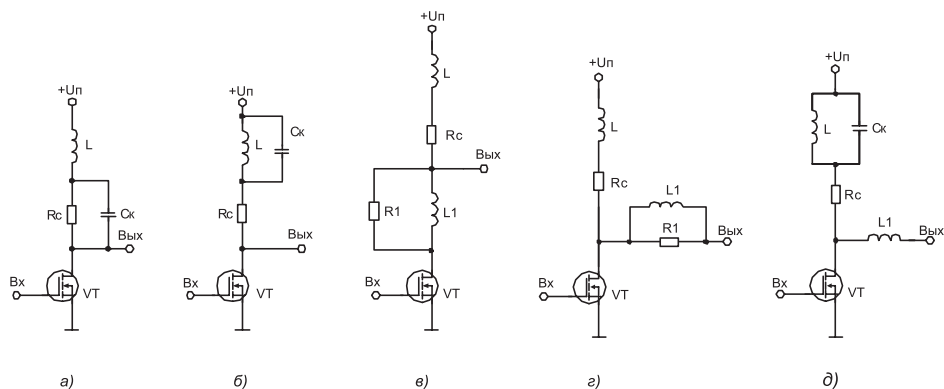 +Uп
L
Rc
Cк
Вых
Вх
VT
а)
+Uп
L
Cк
Rc
Вых
Вх
VT
б)
+Uп
L
Rc
Вых
R1
L1
Вх
VT
в)
+Uп
L
Rc
L1
R1
Вых
Вх
VT
г)
+Uп
L
Cк
Rc
L1
Вых
Вх
VT
д)